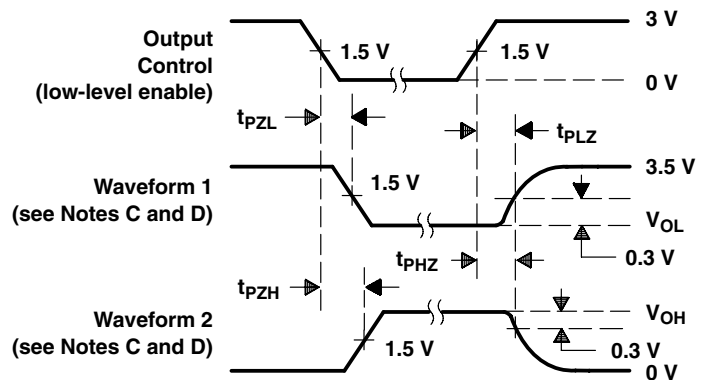 3 V
Output
Control
(low-level enable)
1.5 V
1.5 V
0 V
tPZL
tPLZ
3.5 V
Waveform 1
(see Notes C and D)
1.5 V
VOL
0.3 V
tPHZ
tPZH
Waveform 2
(see Notes C and D)
VOH
1.5 V
0.3 V
0 V